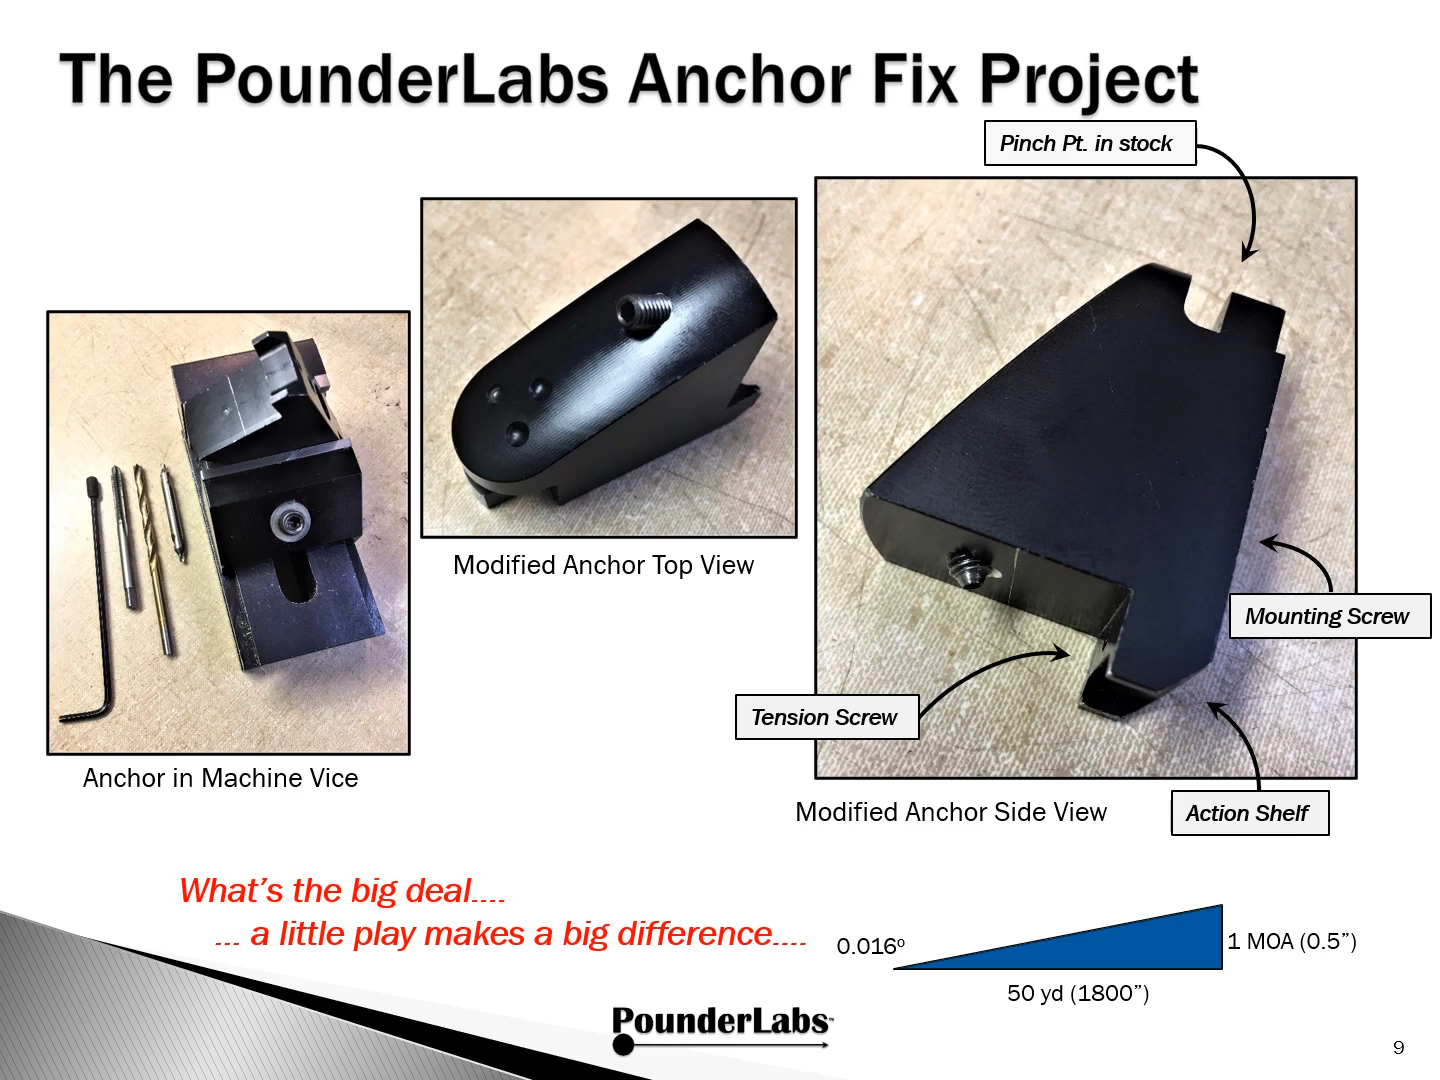 The PounderLabs Anchor Fix Project
Pinch Pt. in stock
Modified Anchor Top View
Mounting Screw
Tension Screw
Anchor in Machine Vice
Modified Anchor Side View
Action Shelf
What’s the big deal....
... a little play makes a big difference....
0.016º
1 MOA (0.5”)
50 yd (1800”)
PounderLabs™
9